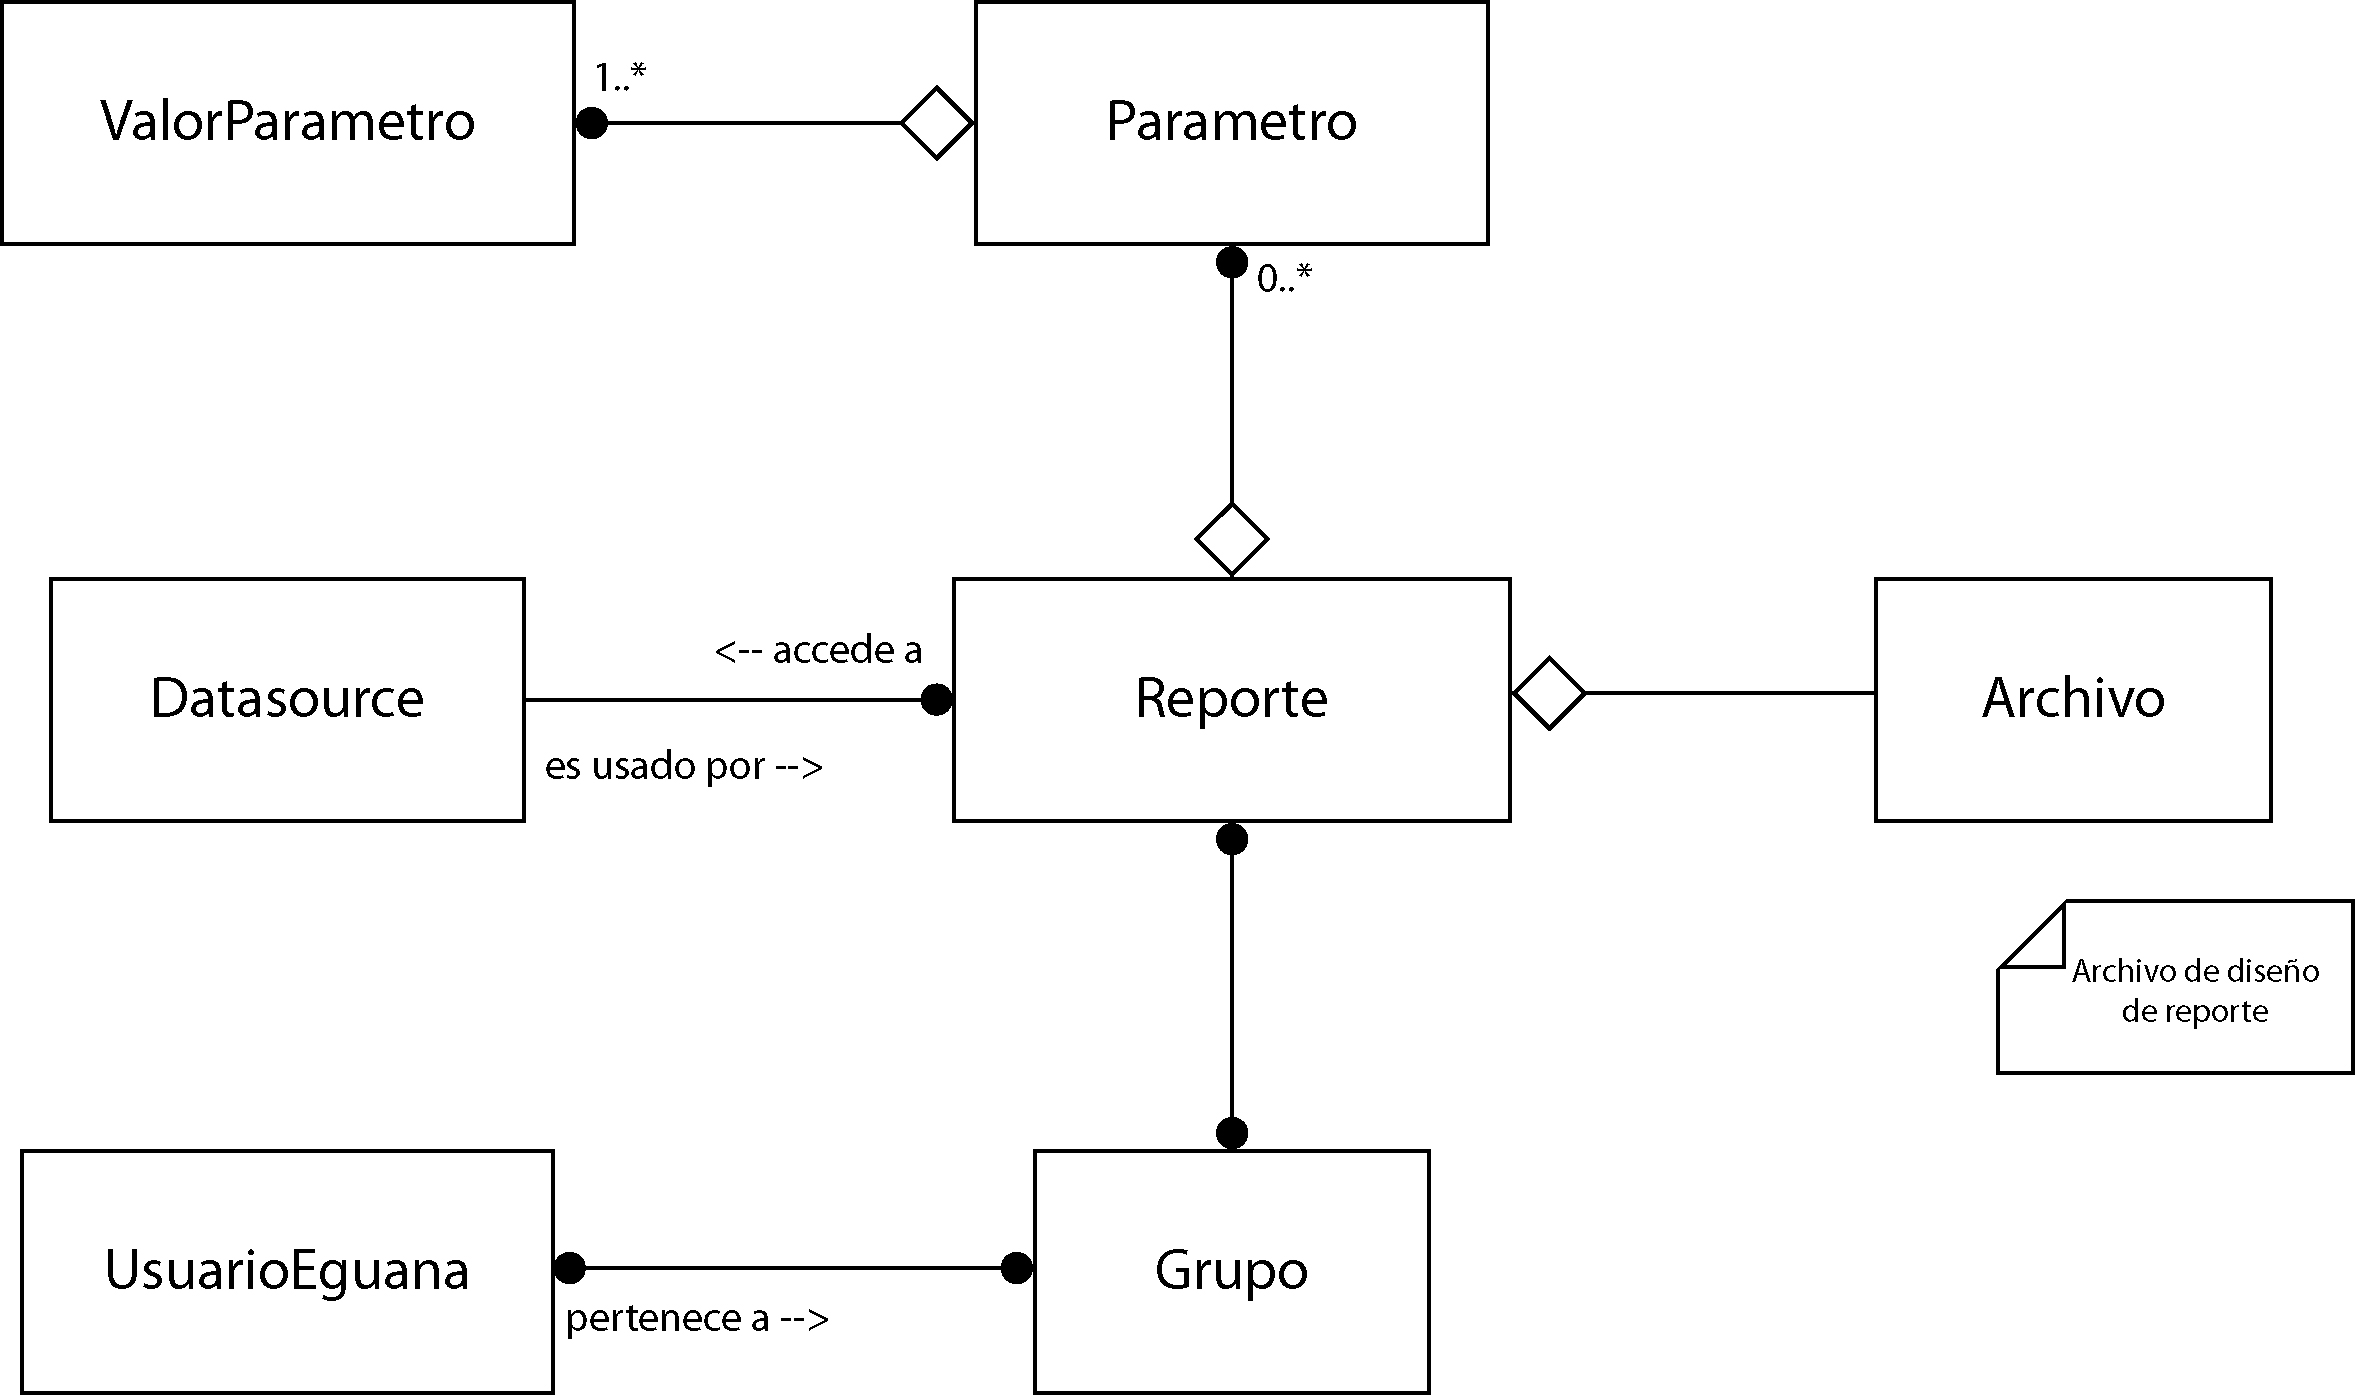 ValorParametro
1..*
Parametro
0..*
Datasource
<-- accede a
es usado por -->
Reporte
Archivo
Archivo de diseño
de reporte
UsuarioEguana
pertenece a -->
Grupo